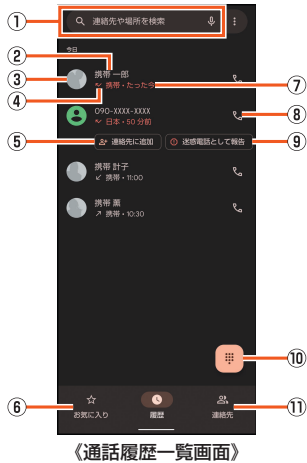 ①
連絡先や場所を検索
今日
②
携帯 一郎
③
携帯・たった今
⑦
④
090-XXXX-XXXX
日本・50 分前
⑧
⑤
連絡先に追加
迷惑電話として報告
⑨
携帯 計子
携帯・11:00
携帯 薫
携帯・10:30
⑩
⑥
お気に入り
履歴
連絡先
⑪
《通話履歴一覧画面》